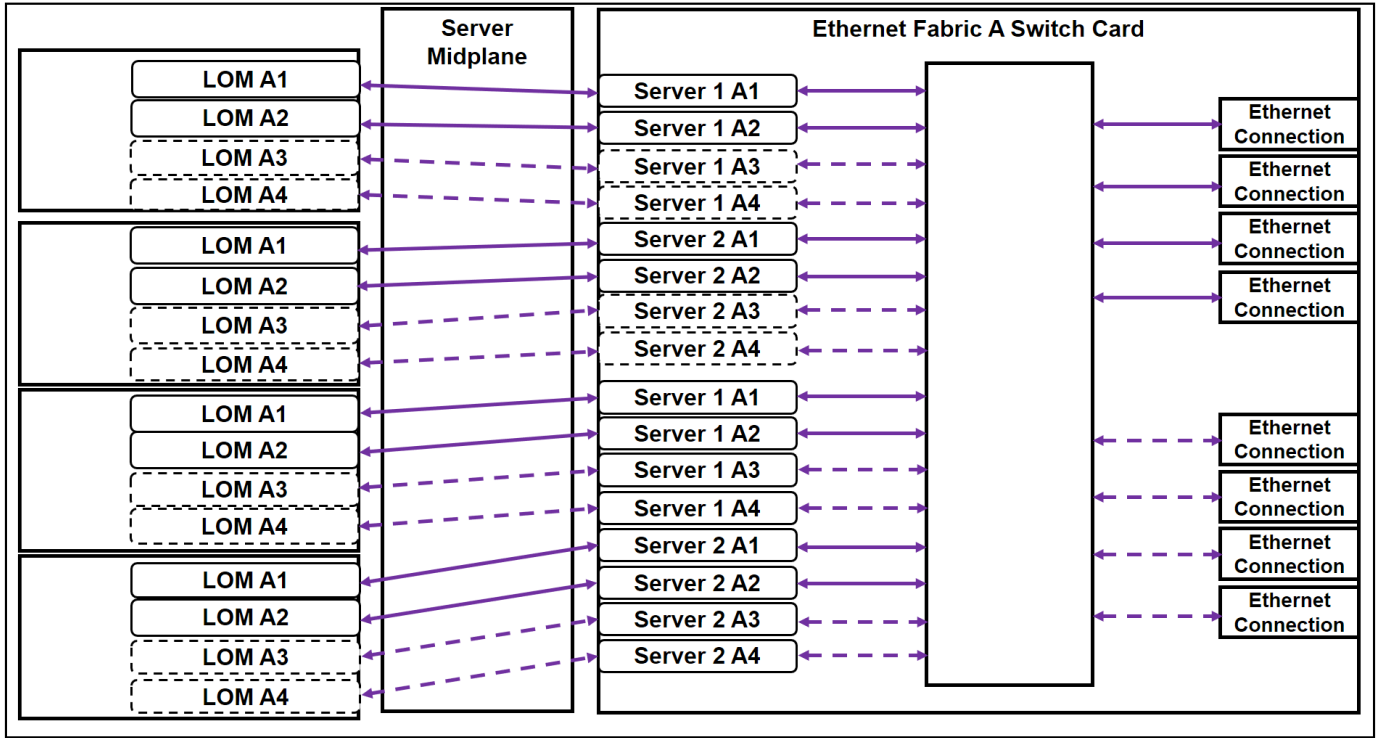 Server
Midplane
Ethernet Fabric A Switch Card
LOM A1
LOM A2
LOM A3
LOM A4
LOM A1
LOM A2
LOM A3
LOM A4
LOM A1
LOM A2
LOM A3
LOM A4
LOM A1
LOM A2
LOM A3
LOM A4
Server 1 A1
Server 1 A2
Server 1 A3
Server 1 A4
Server 2 A1
Server 2 A2
Server 2 A3
Server 2 A4
Server 1 A1
Server 1 A2
Server 1 A3
Server 1 A4
Server 2 A1
Server 2 A2
Server 2 A3
Server 2 A4
Ethernet
Connection
Ethernet
Connection
Ethernet
Connection
Ethernet
Connection
Ethernet
Connection
Ethernet
Connection
Ethernet
Connection
Ethernet
Connection